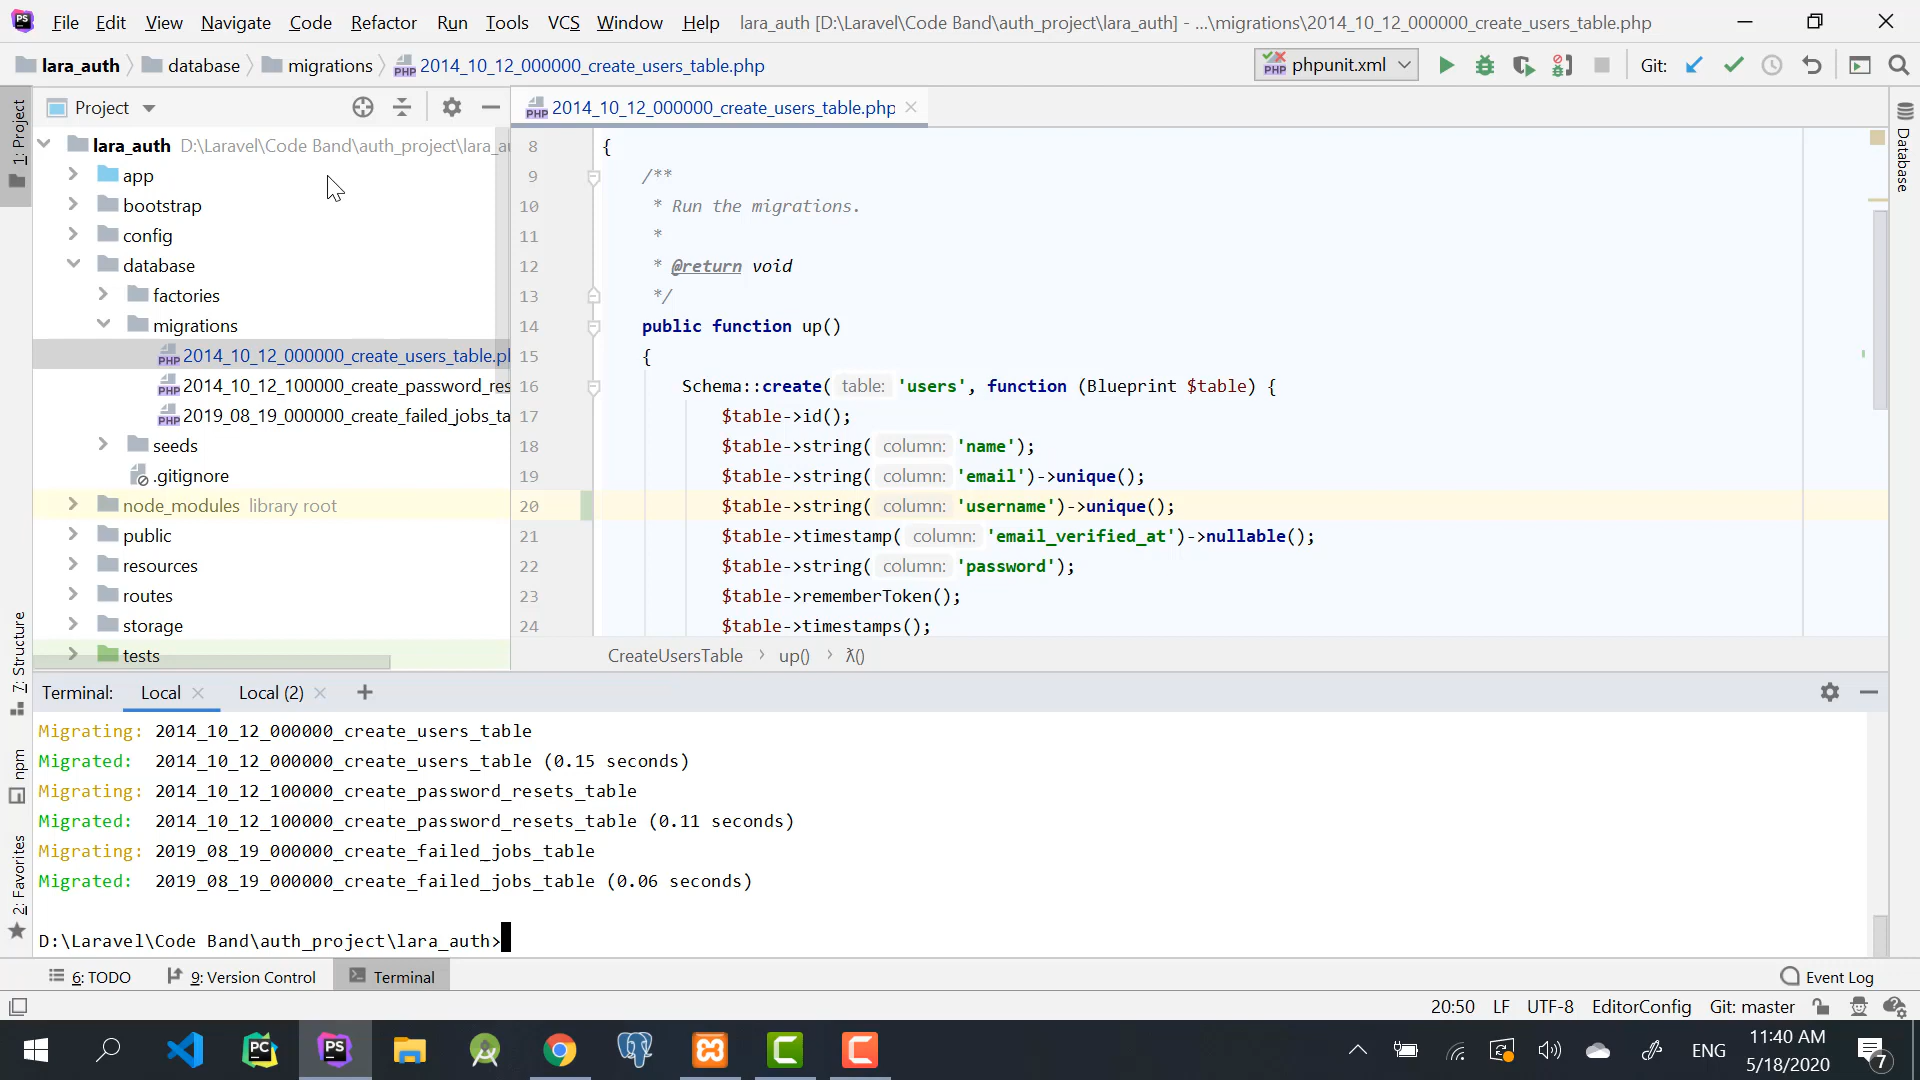 File Edit View Navigate Code Refactor Run Tools VCS Window Help lara_auth [D:\Laravel\Code Band\auth_project\lara_auth] - ...\migrations\2014_10_12_000000_create_users_table.php
lara_auth database migrations 2014_10_12_000000_create_users_table.php phpunit.xml Git:
Project
2014_10_12_000000_create_users_table.php
1: Project
7: Structure
npm
2: Favorites
Database
lara_auth D:\Laravel\Code Band\auth_project\lara_au
app
bootstrap
config
database
factories
migrations
2014_10_12_000000_create_users_table.pl
2014_10_12_100000_create_password_res
2019_08_19_000000_create_failed_jobs_ta
seeds
.gitignore
node_modules library root
public
resources
routes
storage
tests
8 {
9 /**
10 * Run the migrations.
11 *
12 * @return void
13 */
14 public function up()
15 {
16 Schema::create( table: 'users', function (Blueprint $table) {
17 $table->id();
18 $table->string( column: 'name');
19 $table->string( column: 'email')->unique();
20 $table->string( column: 'username')->unique();
21 $table->timestamp( column: 'email_verified_at')->nullable();
22 $table->string( column: 'password');
23 $table->rememberToken();
24 $table->timestamps();
CreateUsersTable › up() › λ()
Terminal: Local Local (2)
Migrating: 2014_10_12_000000_create_users_table
Migrated: 2014_10_12_000000_create_users_table (0.15 seconds)
Migrating: 2014_10_12_100000_create_password_resets_table
Migrated: 2014_10_12_100000_create_password_resets_table (0.11 seconds)
Migrating: 2019_08_19_000000_create_failed_jobs_table
Migrated: 2019_08_19_000000_create_failed_jobs_table (0.06 seconds)
D:\Laravel\Code Band\auth_project\lara_auth>
6: TODO 9: Version Control Terminal Event Log
20:50 LF UTF-8 EditorConfig Git: master
PC PS ENG 11:40 AM 7
5/18/2020